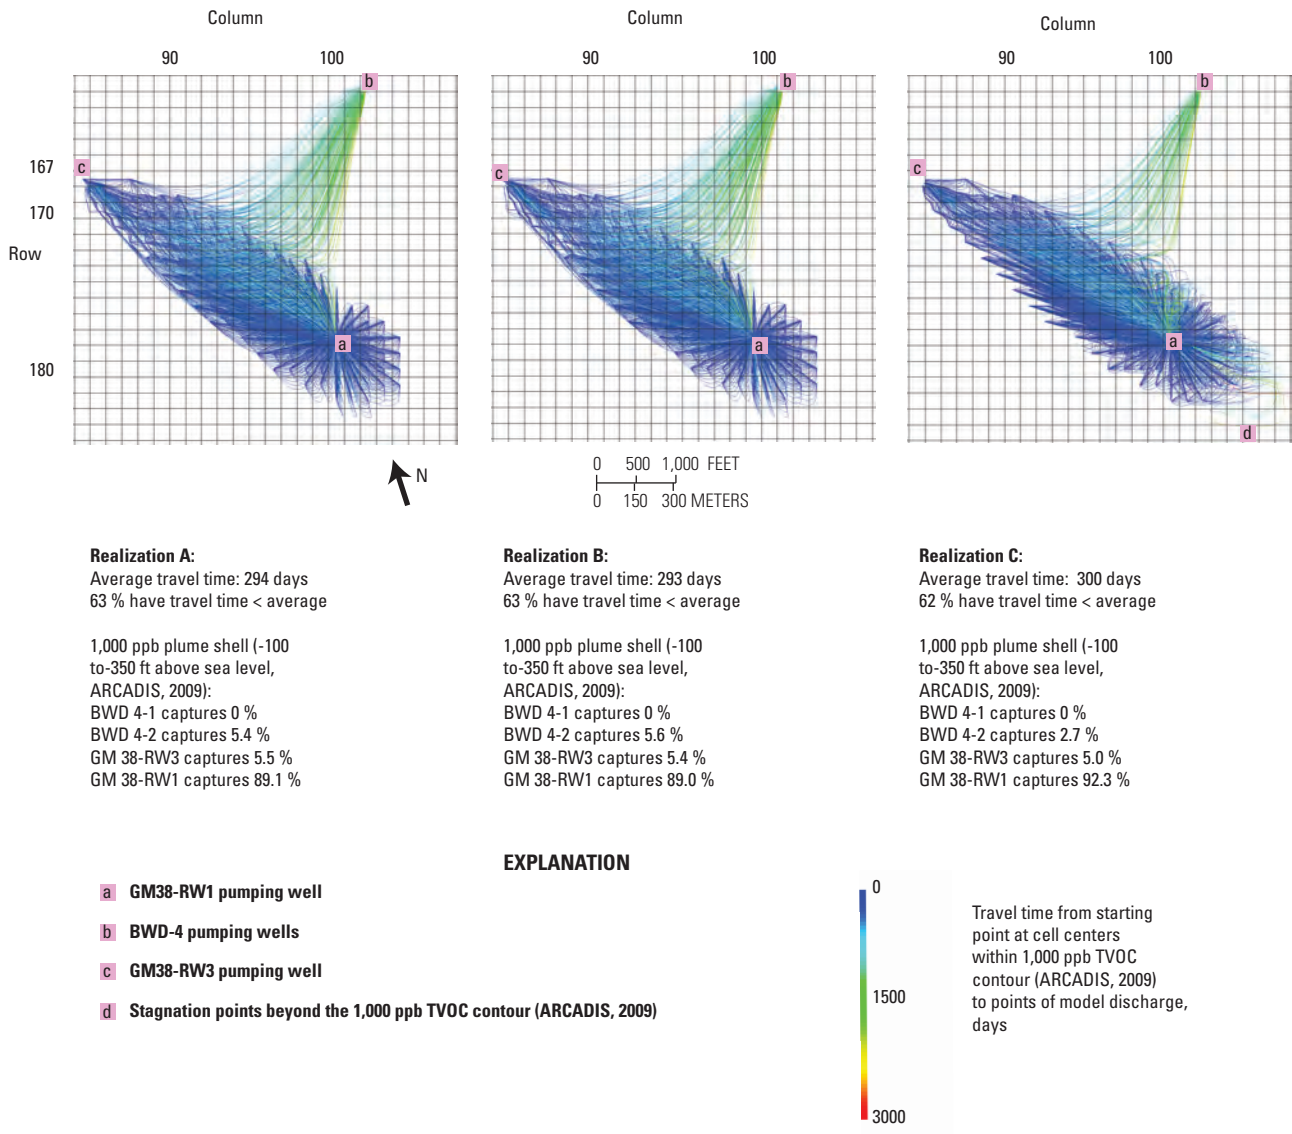 Column
Column
Column
90
100
90
100
90
100
b
b
b
167
c
c
c
170
Row
a
a
a
180
d
N
0 500 1,000 FEET
0 150 300 METERS
Realization A:
Average travel time: 294 days
63 % have travel time < average
1,000 ppb plume shell (-100
to-350 ft above sea level,
ARCADIS, 2009):
BWD 4-1 captures 0 %
BWD 4-2 captures 5.4 %
GM 38-RW3 captures 5.5 %
GM 38-RW1 captures 89.1 %
Realization B:
Average travel time: 293 days
63 % have travel time < average
1,000 ppb plume shell (-100
to-350 ft above sea level,
ARCADIS, 2009):
BWD 4-1 captures 0 %
BWD 4-2 captures 5.6 %
GM 38-RW3 captures 5.4 %
GM 38-RW1 captures 89.0 %
Realization C:
Average travel time: 300 days
62 % have travel time < average
1,000 ppb plume shell (-100
to-350 ft above sea level,
ARCADIS, 2009):
BWD 4-1 captures 0 %
BWD 4-2 captures 2.7 %
GM 38-RW3 captures 5.0 %
GM 38-RW1 captures 92.3 %
EXPLANATION
a GM38-RW1 pumping well
b BWD-4 pumping wells
c GM38-RW3 pumping well
d Stagnation points beyond the 1,000 ppb TVOC contour (ARCADIS, 2009)
0
1500
3000
Travel time from starting
point at cell centers
within 1,000 ppb TVOC
contour (ARCADIS, 2009)
to points of model discharge,
days